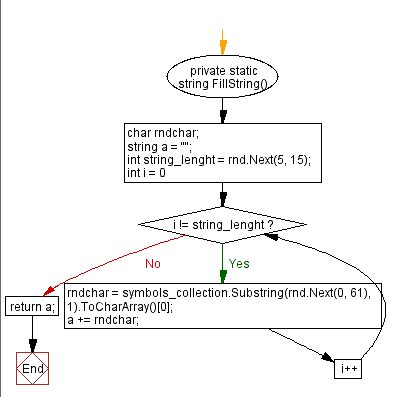 private static
string FillString()
char rndchar;
string a = "";
int string_lenght = rnd.Next(5, 15);
int i = 0
i != string_lenght ?
No
Yes
return a;
rndchar = symbols_collection.Substring(rnd.Next(0, 61),
1).ToCharArray()[0];
a += rndchar;
End
i++